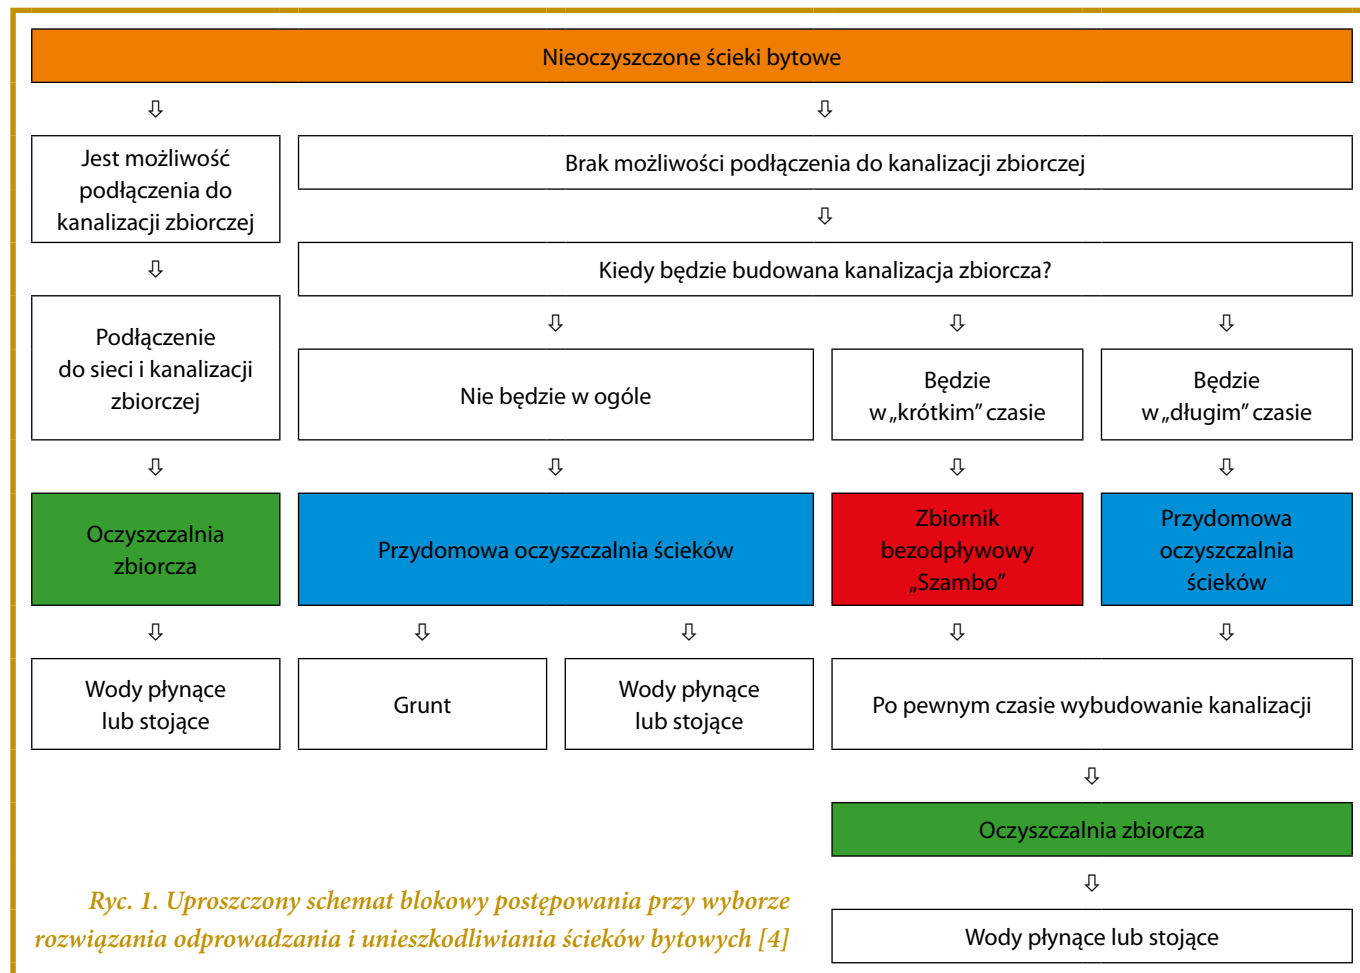 Nieoczyszczone ścieki bytowe
Jest możliwość
podłączenia do
kanalizacji zbiorczej
Brak możliwości podłączenia do kanalizacji zbiorczej
Kiedy będzie budowana kanalizacja zbiorcza?
Podłączenie
do sieci i kanalizacji
zbiorczej
Nie będzie w ogóle
Będzie
w „krótkim” czasie
Będzie
w „długim” czasie
Oczyszczalnia
zbiorcza
Przydomowa oczyszczalnia ścieków
Zbiornik
bezodpływowy
„Szambo”
Przydomowa
oczyszczalnia
ścieków
Wody płynące
lub stojące
Grunt
Wody płynące
lub stojące
Po pewnym czasie wybudowanie kanalizacji
Oczyszczalnia zbiorcza
Wody płynące lub stojące
Ryc. 1. Uproszczony schemat blokowy postępowania przy wyborze
rozwiązania odprowadzania i unieszkodliwiania ścieków bytowych [4]